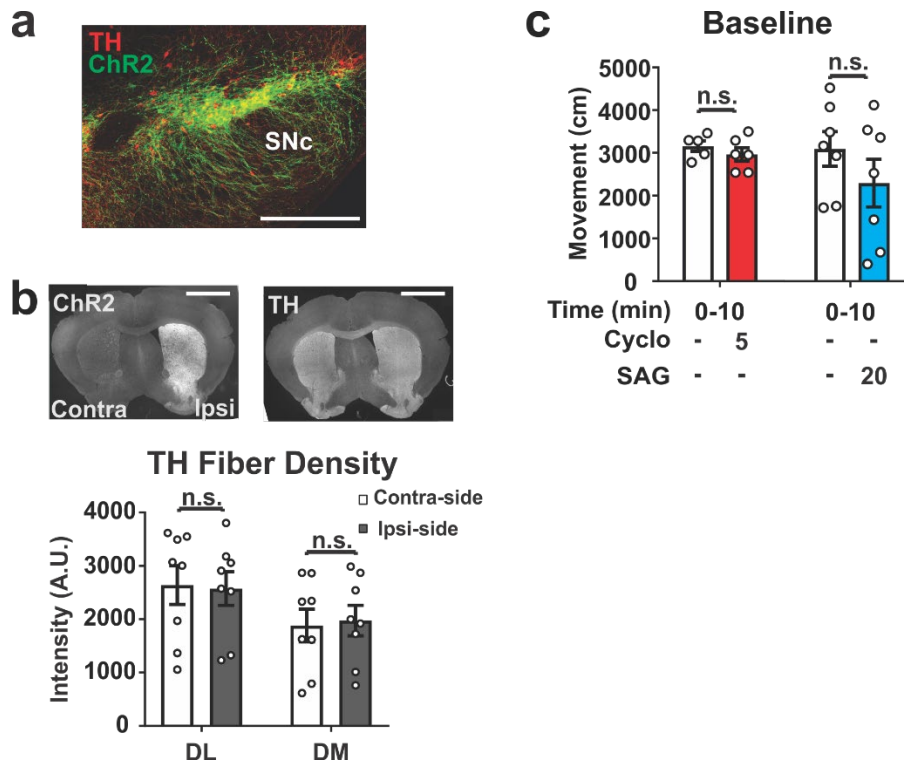 a
TH
ChR2
SNc
b
ChR2
Contra
Ipsi
TH
TH Fiber Density
Contra-side
Ipsi-side
Intensity (A.U.)
4000
3000
2000
1000
0
n.s.
n.s.
DL
DM
c
Baseline
Movement (cm)
5000
4000
3000
2000
1000
0
n.s.
n.s.
Time (min) 0-10 0-10
Cyclo - 5 - -
SAG - - - 20